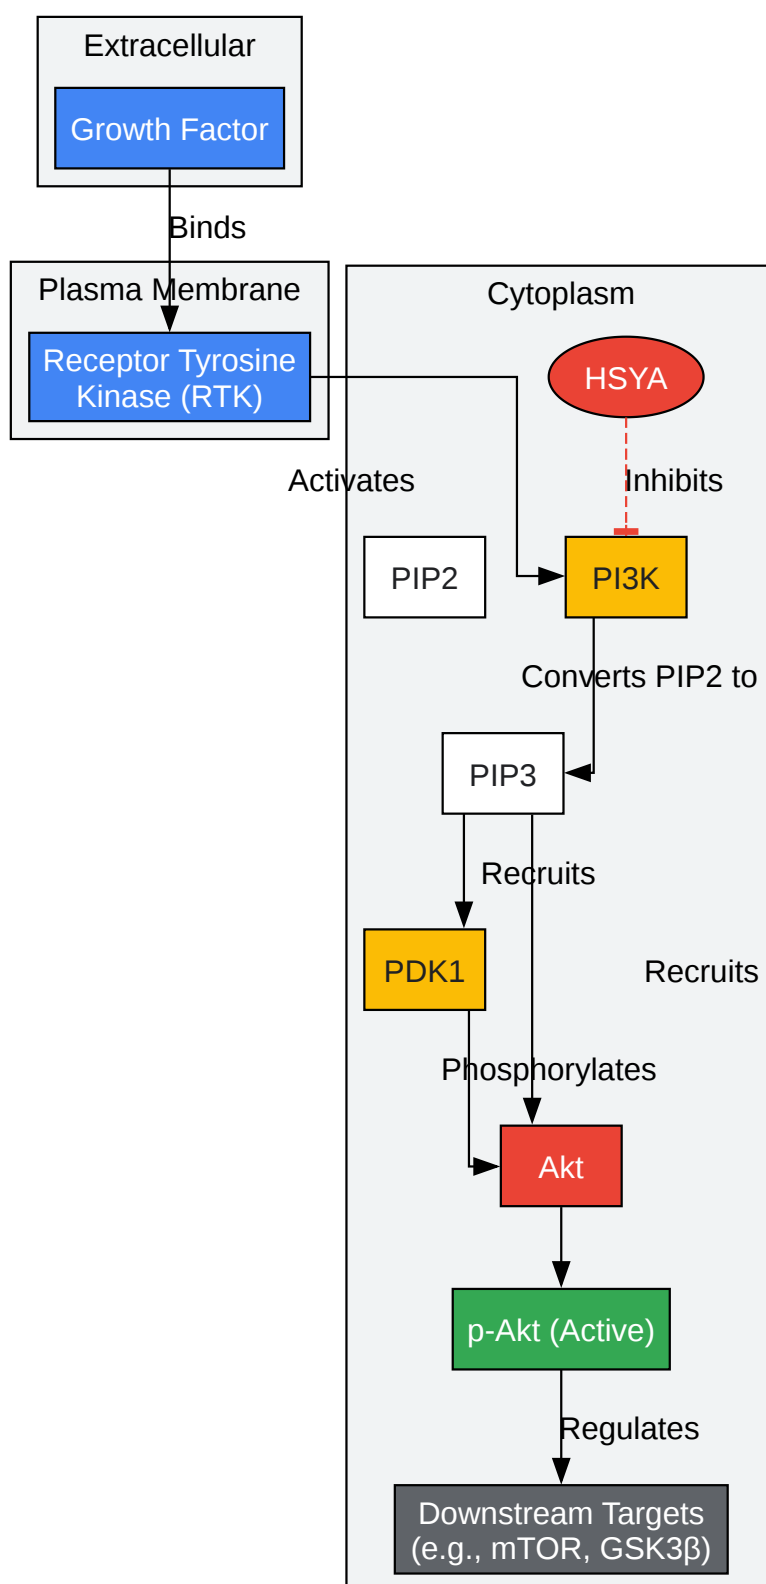 Extracellular
Growth Factor
Binds
Plasma Membrane
Cytoplasm
Receptor Tyrosine
Kinase (RTK)
HSYA
Activates
Inhibits
PIP2
PI3K
Converts PIP2 to
PIP3
Recruits
PDK1
Recruits
Phosphorylates
Akt
p-Akt (Active)
Regulates
Downstream Targets
(e.g., mTOR, GSK3β)